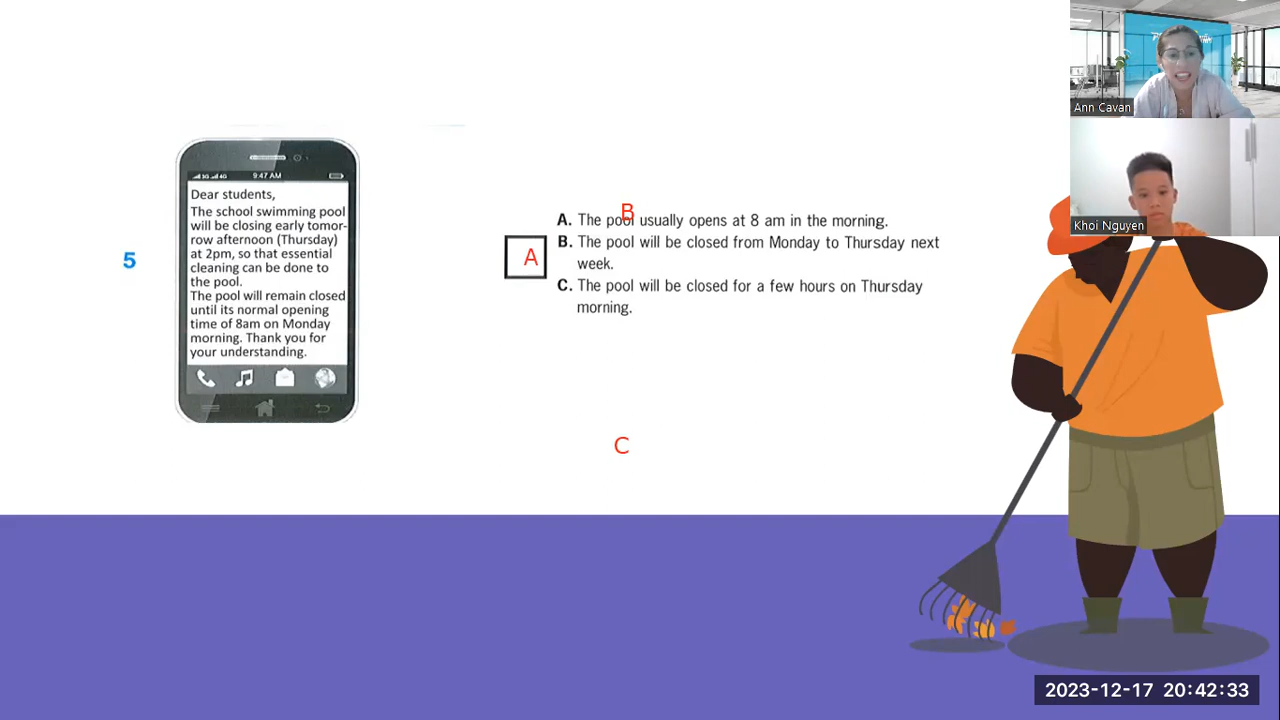 Ann Cavan
Khoi Nguyen
9:47 AM
Dear students,
The school swimming pool
will be closing early tomor-
row afternoon (Thursday)
at 2pm, so that essential
cleaning can be done to
the pool.
The pool will remain closed
until its normal opening
time of 8am on Monday
morning. Thank you for
your understanding.
5
A
B
A. The pool usually opens at 8 am in the morning.
B. The pool will be closed from Monday to Thursday next
week.
C. The pool will be closed for a few hours on Thursday
morning.
C
2023-12-17 20:42:33